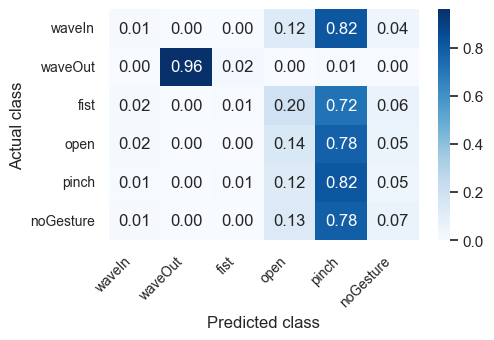 waveIn 0.01 0.00 0.00 0.12 0.82 0.04
waveOut 0.00 0.96 0.02 0.00 0.01 0.00
fist 0.02 0.00 0.01 0.20 0.72 0.06
open 0.02 0.00 0.00 0.14 0.78 0.05
pinch 0.01 0.00 0.01 0.12 0.82 0.05
noGesture 0.01 0.00 0.00 0.13 0.78 0.07
waveIn waveOut fist open pinch noGesture
Predicted class
Actual class
0.8
0.6
0.4
0.2
0.0